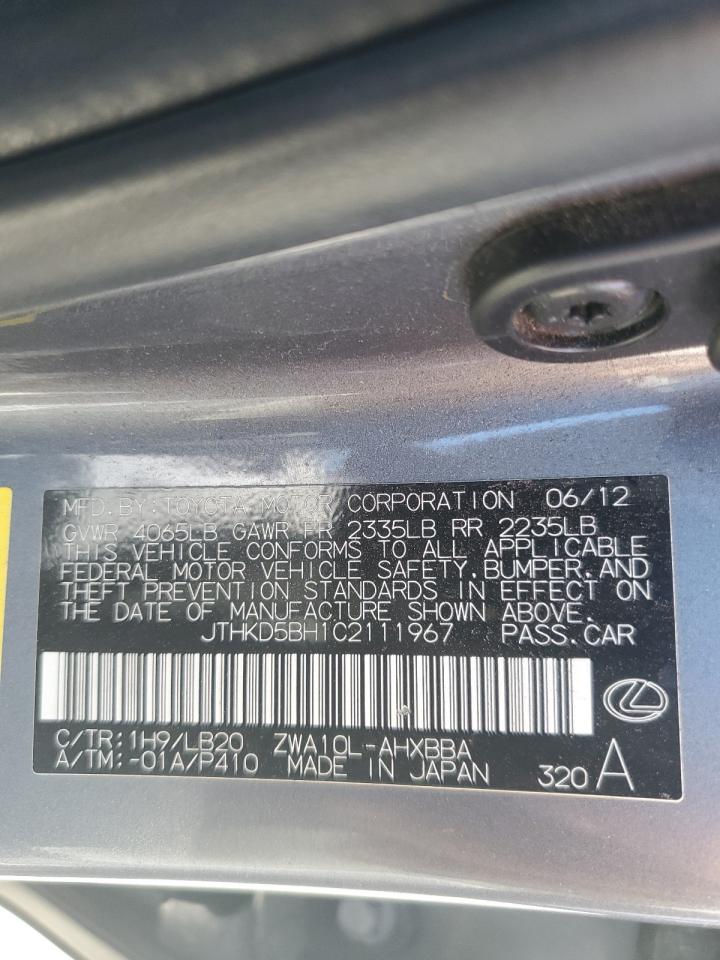 MFD.BY:TOYOTA MOTOR CORPORATION 06/12
GVWR 4065LB GAWR FR 2335LB RR 2235LB
THIS VEHICLE CONFORMS TO ALL APPLICABLE
FEDERAL MOTOR VEHICLE SAFETY,BUMPER,AND
THEFT PREVENTION STANDARDS IN EFFECT ON
THE DATE OF MANUFACTURE SHOWN ABOVE.
JTHKD5BH1C2111967 PASS.CAR
C/TR:1H9/LB20 ZWA10L-AHXBBA
A/TM:-01A/P410 MADE IN JAPAN 320 A